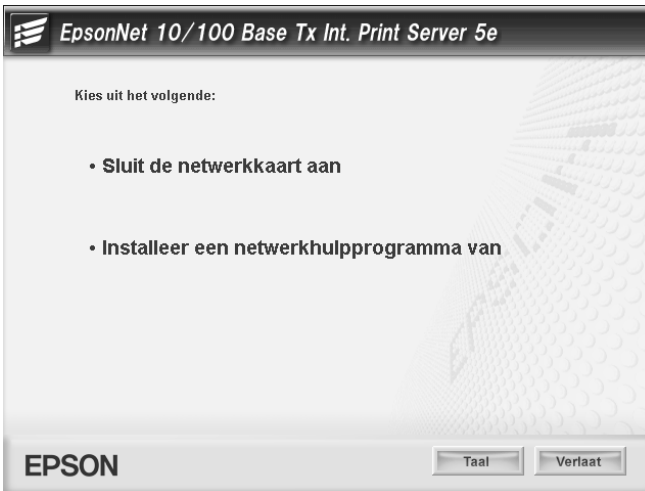 EpsonNet 10/100 Base Tx Int. Print Server 5e
Kies uit het volgende:
• Sluit de netwerkkaart aan
• Installeer een netwerkhulpprogramma van
EPSON
EPSON
Taal
Verlaat